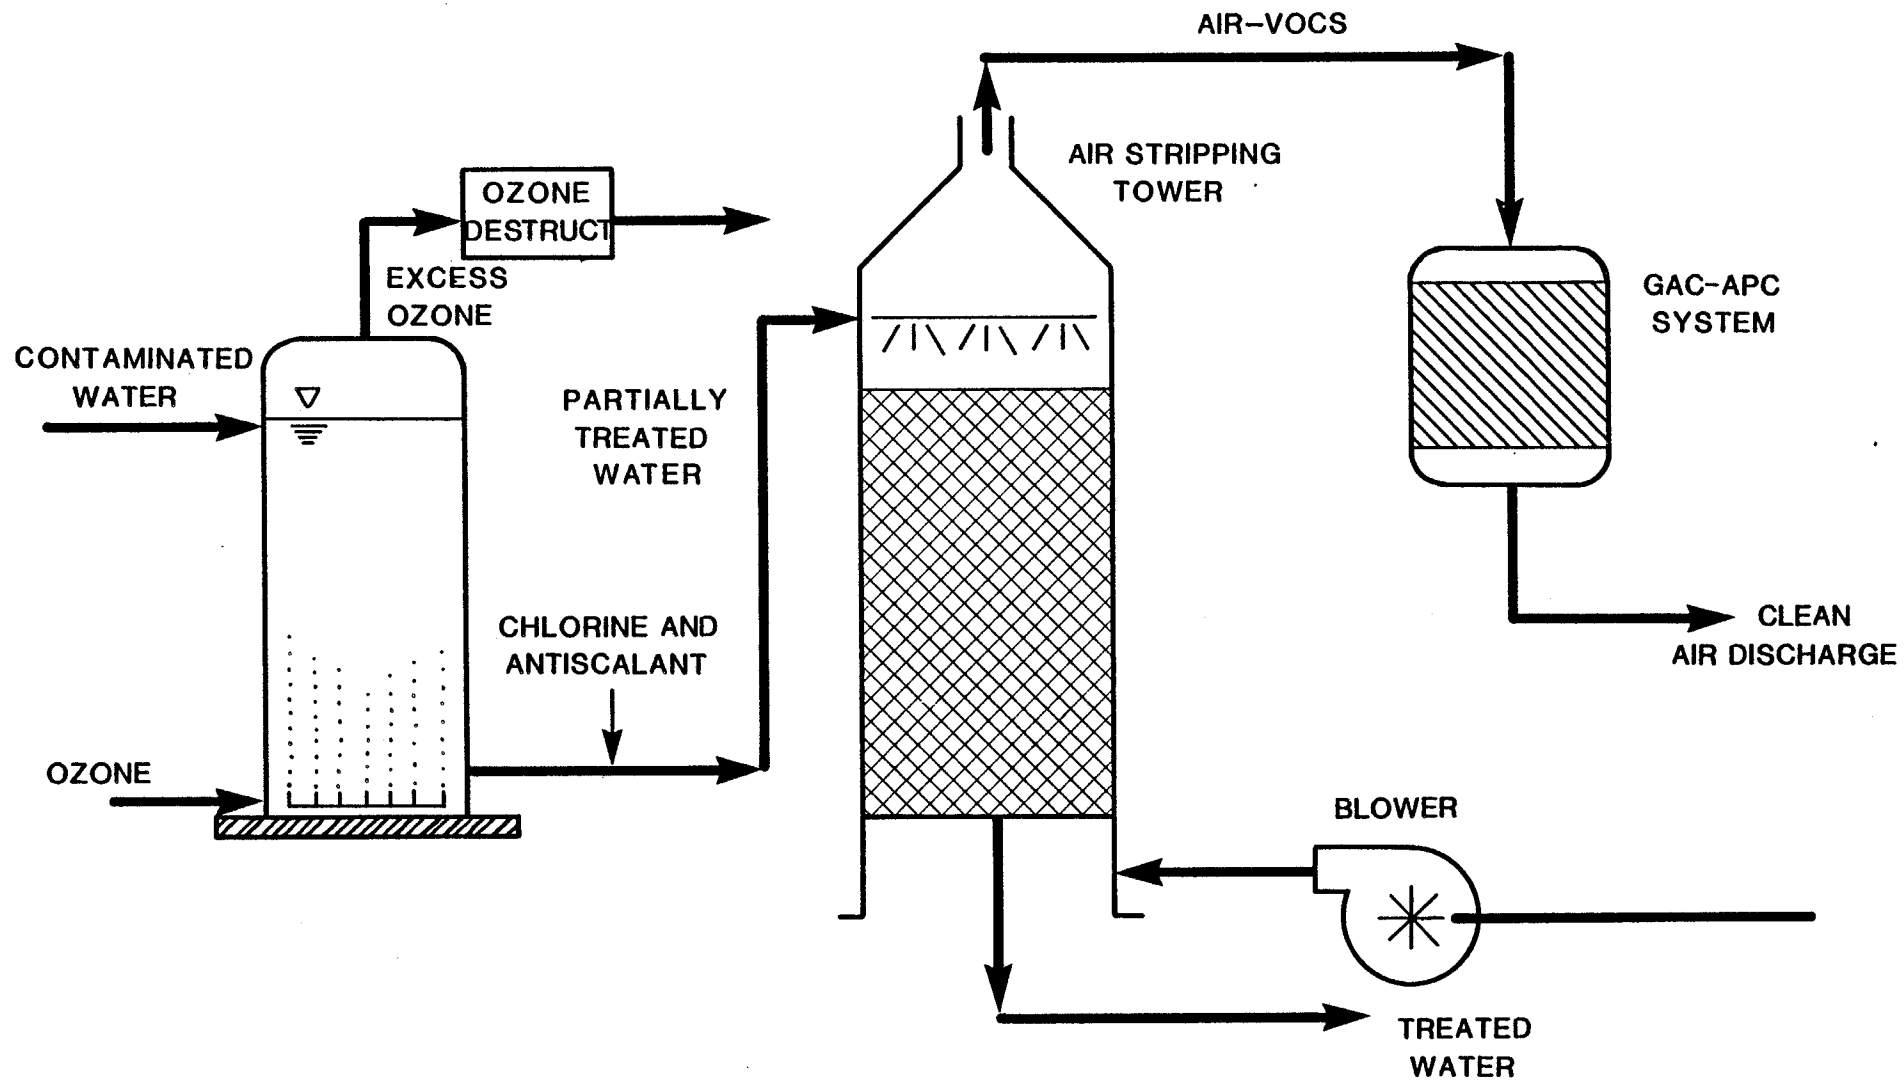 AIR–VOCS
AIR STRIPPING
TOWER
OZONE
DESTRUCT
EXCESS
OZONE
GAC–APC
SYSTEM
CONTAMINATED
WATER
PARTIALLY
TREATED
WATER
CHLORINE AND
ANTISCALANT
CLEAN
AIR DISCHARGE
OZONE
BLOWER
TREATED
WATER